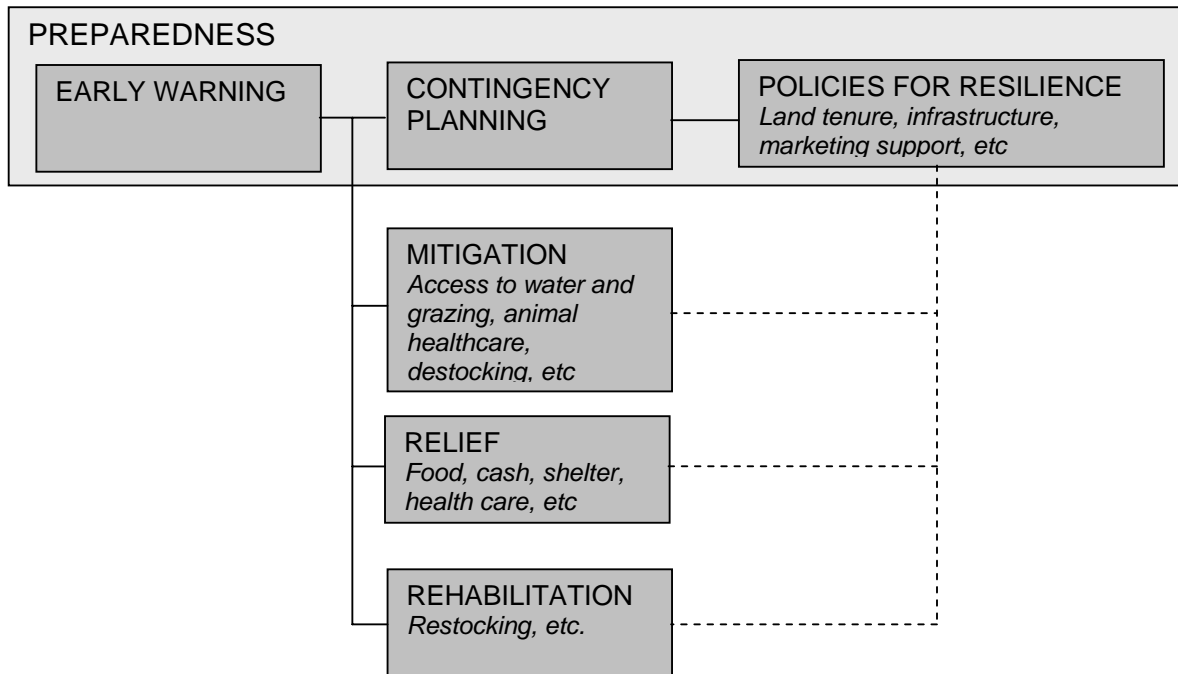 PREPAREDNESS
EARLY WARNING
CONTINGENCY
PLANNING
POLICIES FOR RESILIENCE
Land tenure, infrastructure,
marketing support, etc
MITIGATION
Access to water and
grazing, animal
healthcare,
destocking, etc
RELIEF
Food, cash, shelter,
health care, etc
REHABILITATION
Restocking, etc.